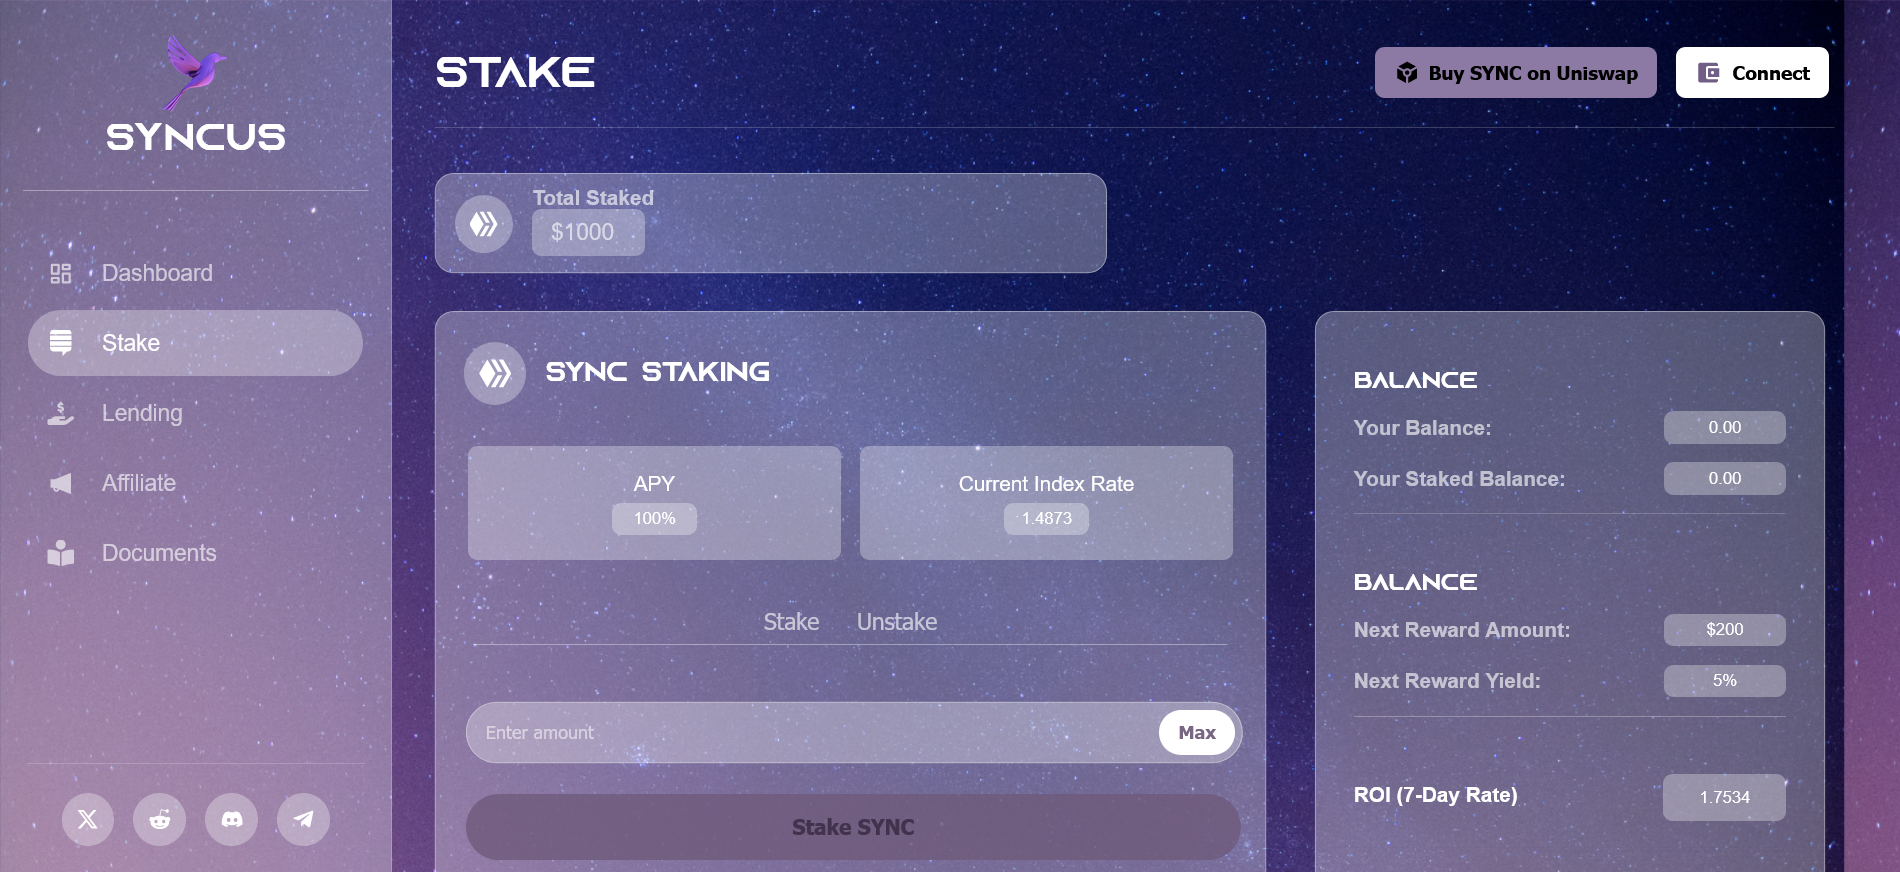 SYNCUS
Dashboard
Stake
Lending
Affiliate
Documents
STAKE
Buy SYNC on Uniswap
Connect
Total Staked
$1000
SYNC STAKING
APY
100%
Current Index Rate
1.4873
Stake Unstake
Enter amount
Max
Stake SYNC
BALANCE
Your Balance: 0.00
Your Staked Balance: 0.00
BALANCE
Next Reward Amount: $200
Next Reward Yield: 5%
ROI (7-Day Rate) 1.7534